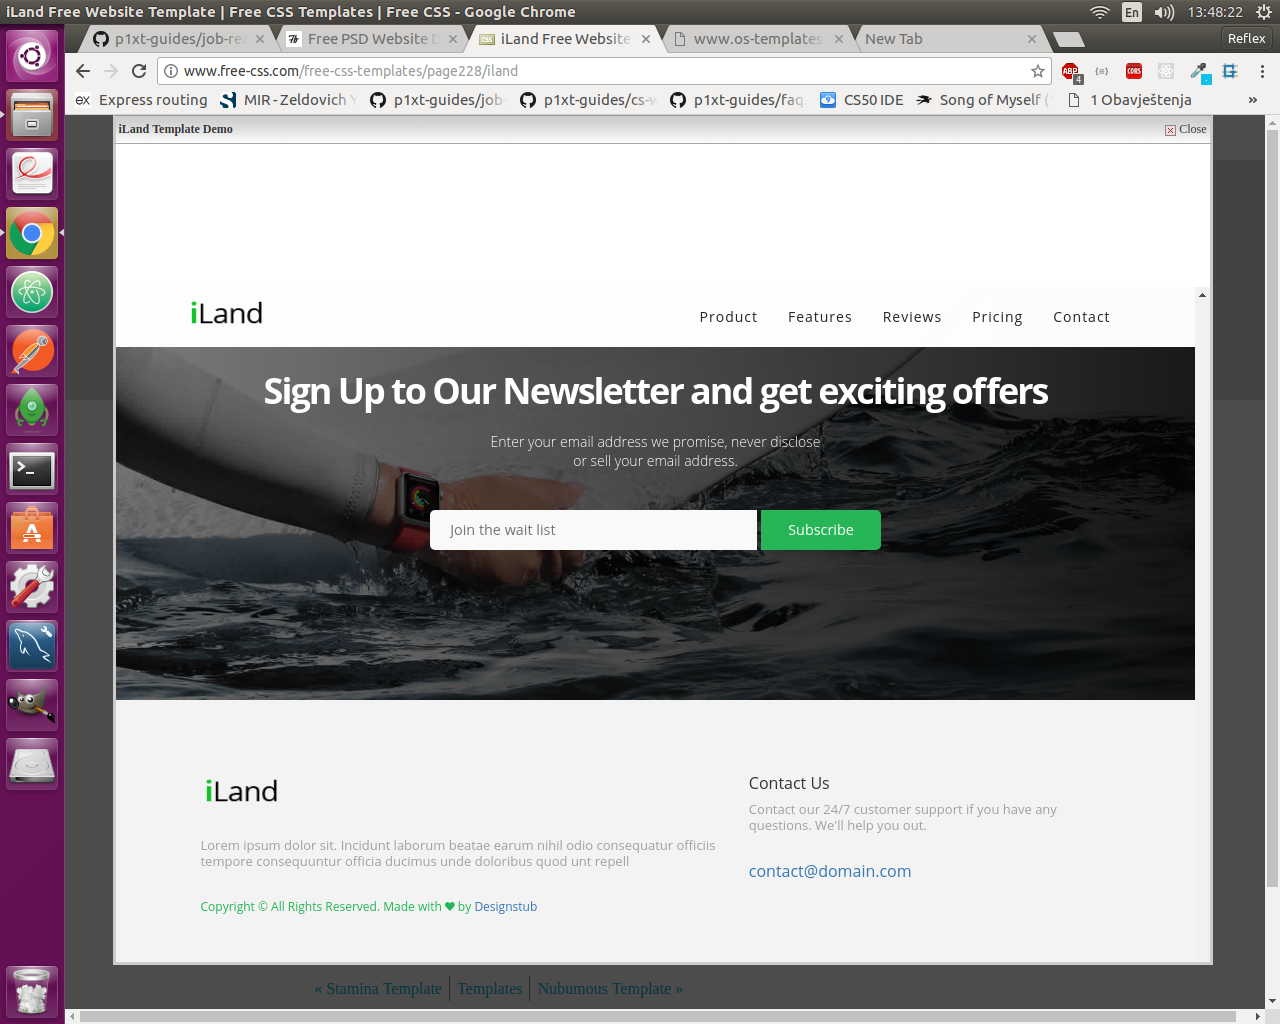 iLand Free Website Template | Free CSS Templates | Free CSS - Google Chrome
En
13:48:22
p1xt-guides/job-rea
Free PSD Website D
iLand Free Website
www.os-templates
New Tab
Reflex
www.free-css.com/free-css-templates/page228/iland
ABP
4
CORS
ex Express routing
MIR - Zeldovich Y
p1xt-guides/job-
p1xt-guides/cs-w
p1xt-guides/faq.
CS50 IDE
Song of Myself (
1 Obavještenja
»
iLand Template Demo
Close
iLand
Product
Features
Reviews
Pricing
Contact
Sign Up to Our Newsletter and get exciting offers
Enter your email address we promise, never disclose
or sell your email address.
Join the wait list
Subscribe
iLand
Lorem ipsum dolor sit. Incidunt laborum beatae earum nihil odio consequatur officiis
tempore consequuntur officia ducimus unde doloribus quod unt repell
Copyright © All Rights Reserved. Made with ♥ by Designstub
Contact Us
Contact our 24/7 customer support if you have any
questions. We'll help you out.
contact@domain.com
« Stamina Template
Templates
Nubumous Template »